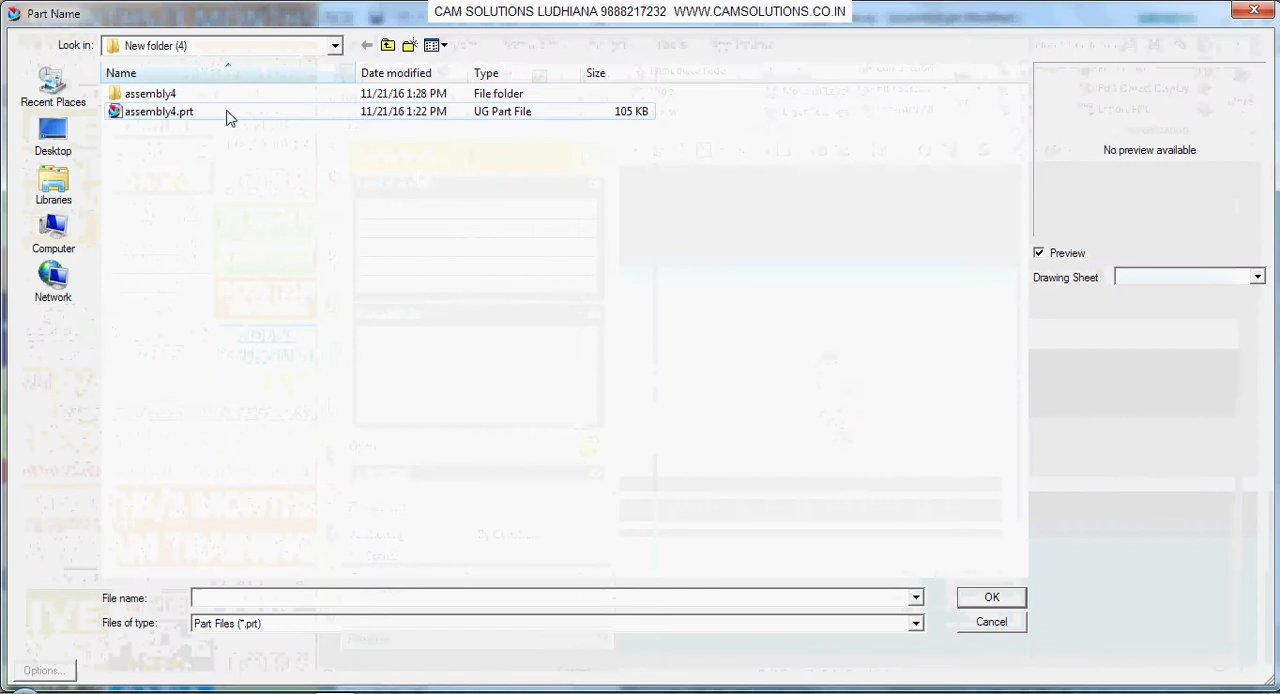 Part Name
CAM SOLUTIONS LUDHIANA 9888217232 WWW.CAMSOLUTIONS.CO.IN
Look in:
New folder (4)
Name
Date modified
Type
Size
assembly4
11/21/16 1:28 PM
File folder
assembly4.prt
11/21/16 1:22 PM
UG Part File
105 KB
Recent Places
Desktop
Libraries
Computer
Network
No preview available
Preview
Drawing Sheet
File name:
OK
Files of type:
Part Files (*.prt)
Cancel
Options...